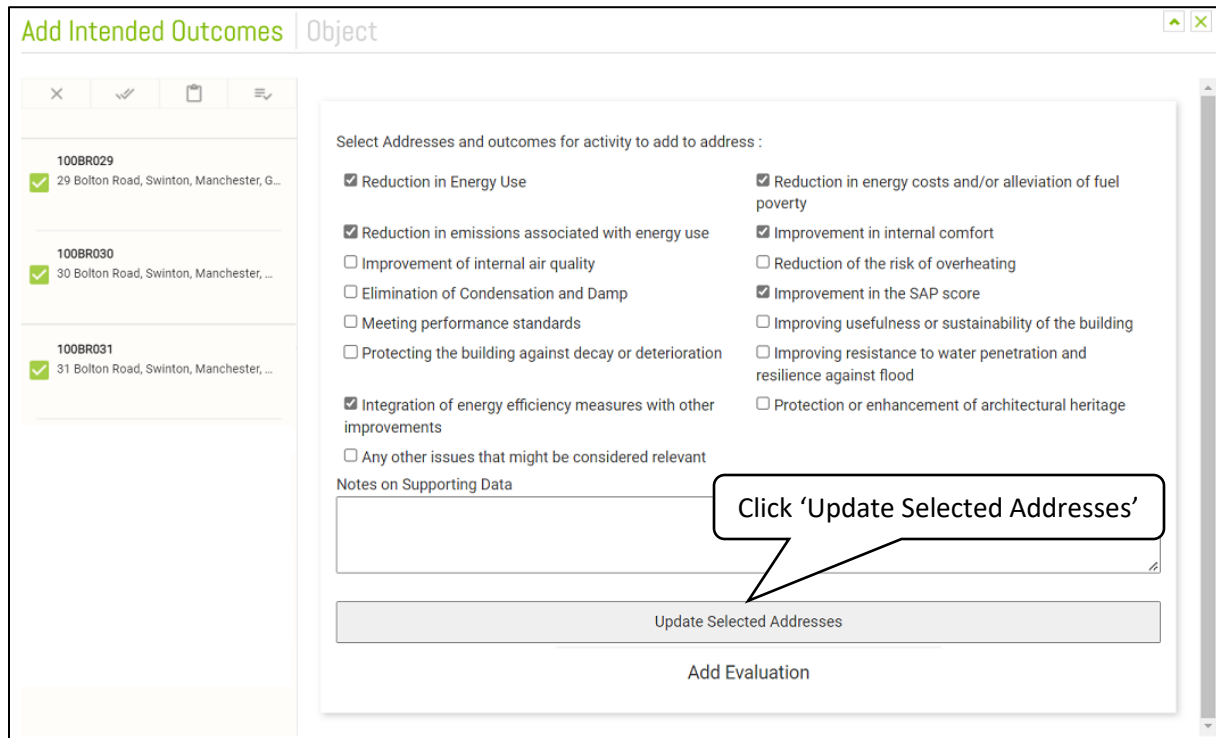 Add Intended Outcomes Object
100BR029
29 Bolton Road, Swinton, Manchester, G...
100BR030
30 Bolton Road, Swinton, Manchester, ...
100BR031
31 Bolton Road, Swinton, Manchester, ...
Select Addresses and outcomes for activity to add to address :
Reduction in Energy Use
Reduction in energy costs and/or alleviation of fuel
poverty
Reduction in emissions associated with energy use
Improvement in internal comfort
Improvement of internal air quality
Reduction of the risk of overheating
Elimination of Condensation and Damp
Improvement in the SAP score
Meeting performance standards
Improving usefulness or sustainability of the building
Protecting the building against decay or deterioration
Improving resistance to water penetration and
resilience against flood
Integration of energy efficiency measures with other
improvements
Protection or enhancement of architectural heritage
Any other issues that might be considered relevant
Notes on Supporting Data
Click ‘Update Selected Addresses’
Update Selected Addresses
Add Evaluation